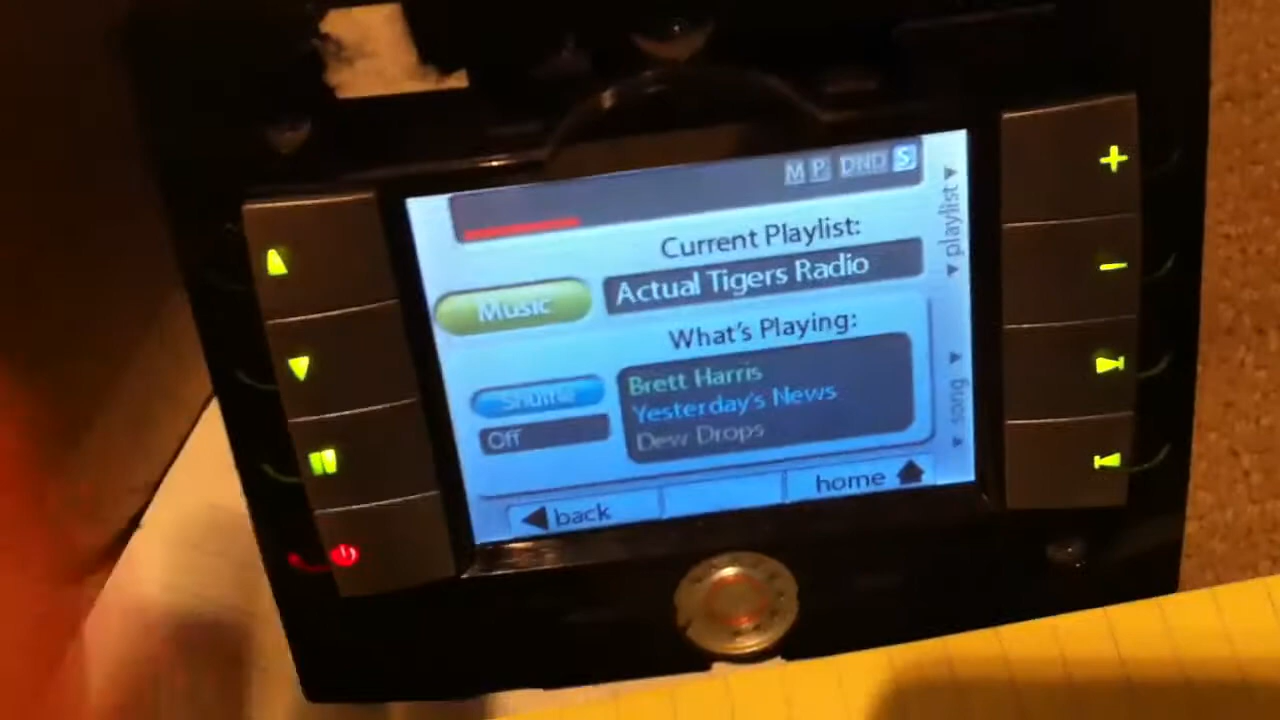 M P DND S
Current Playlist:
Music
Actual Tigers Radio
What's Playing:
Brett Harris
Shuffle
Yesterday's News
Off
Dew Drops
back
home
playlist
song